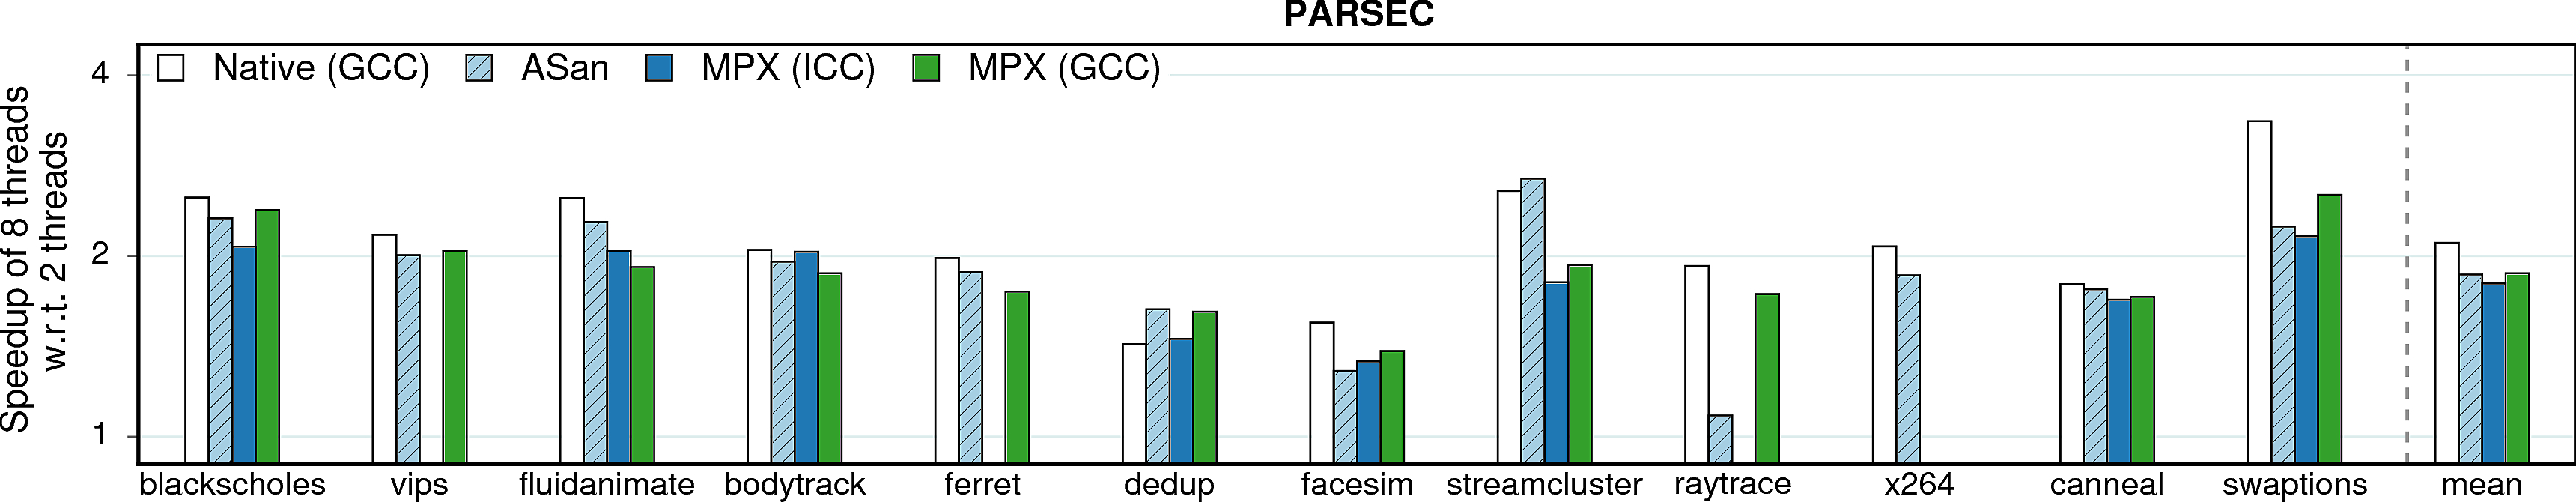 PARSEC
Native (GCC) ASan MPX (ICC) MPX (GCC)
Speedup of 8 threads
w.r.t. 2 threads
4
2
1
blackscholes vips fluidanimate bodytrack ferret dedup facesim streamcluster raytrace x264 canneal swaptions mean